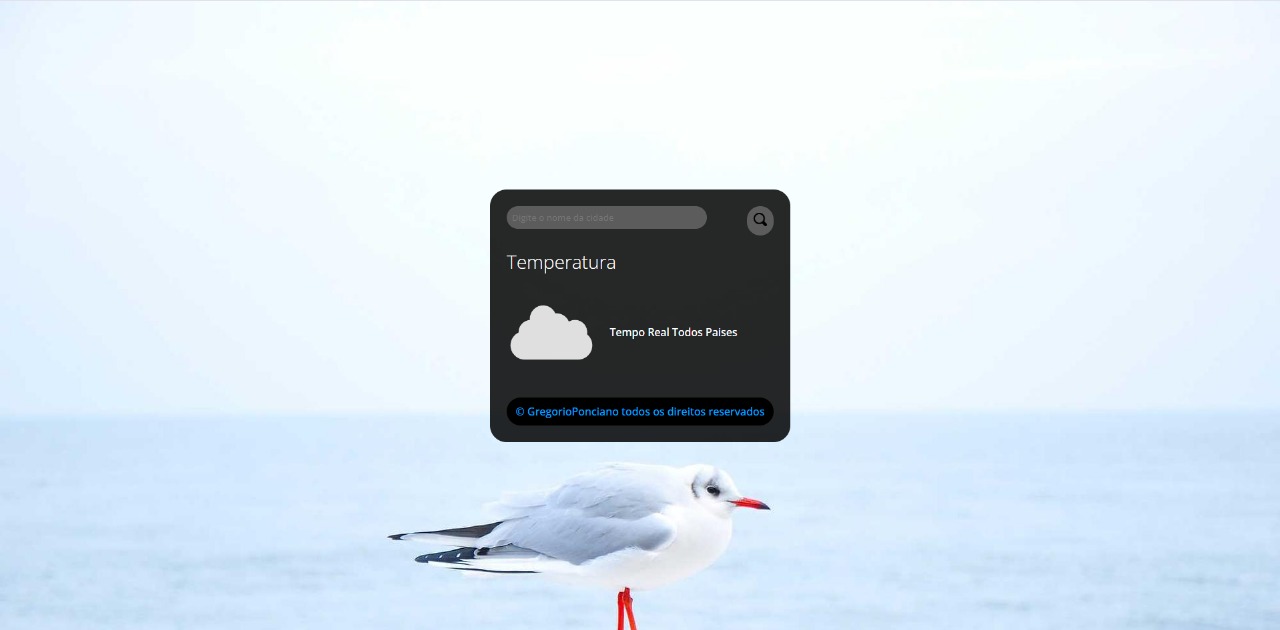 Digite o nome da cidade
Temperatura
Tempo Real Todos Paises
© GregorioPonciano todos os direitos reservados